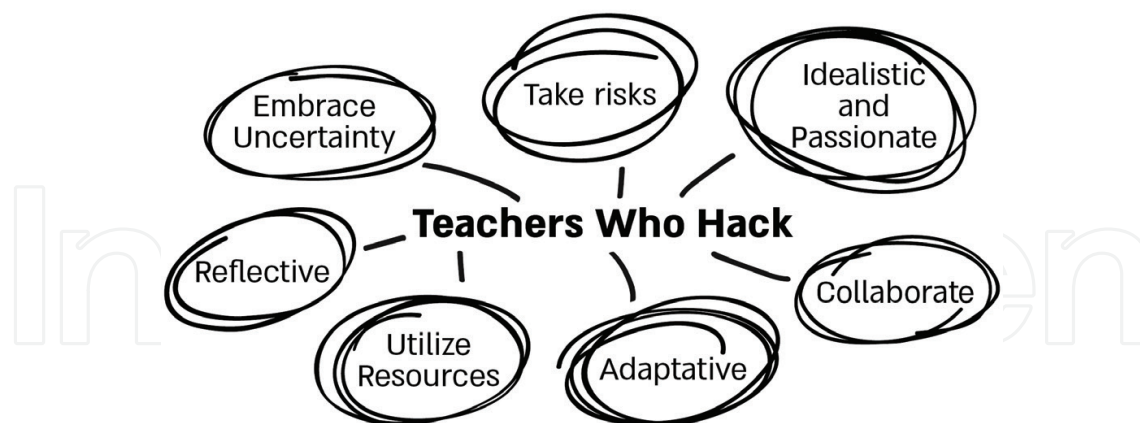 Embrace
Uncertainty
Take risks
Idealistic
and
Passionate
Teachers Who Hack
Reflective
Collaborate
Utilize
Resources
Adaptative